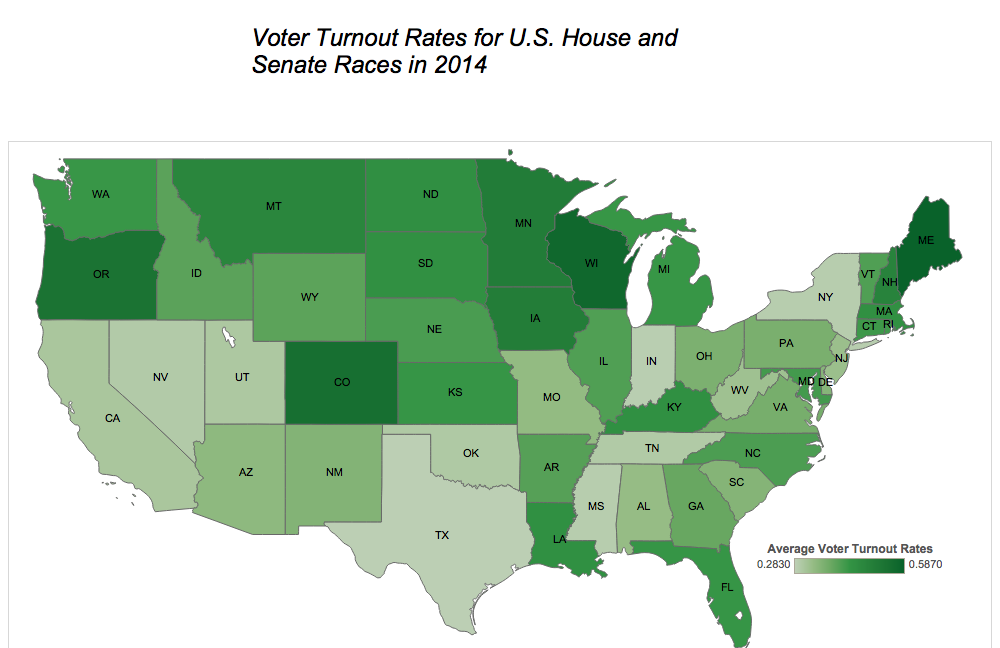 Voter Turnout Rates for U.S. House and
Senate Races in 2014
WA
MT
ND
MN
OR
ID
WY
SD
WI
MI
ME
VT
NH
NY
MA
CT RI
NE
IA
NV
UT
CO
KS
IL
IN
OH
PA
NJ
MO
WV
MD DE
VA
KY
CA
AZ
NM
OK
AR
TN
NC
SC
TX
MS
AL
GA
LA
FL
Average Voter Turnout Rates
0.2830 0.5870